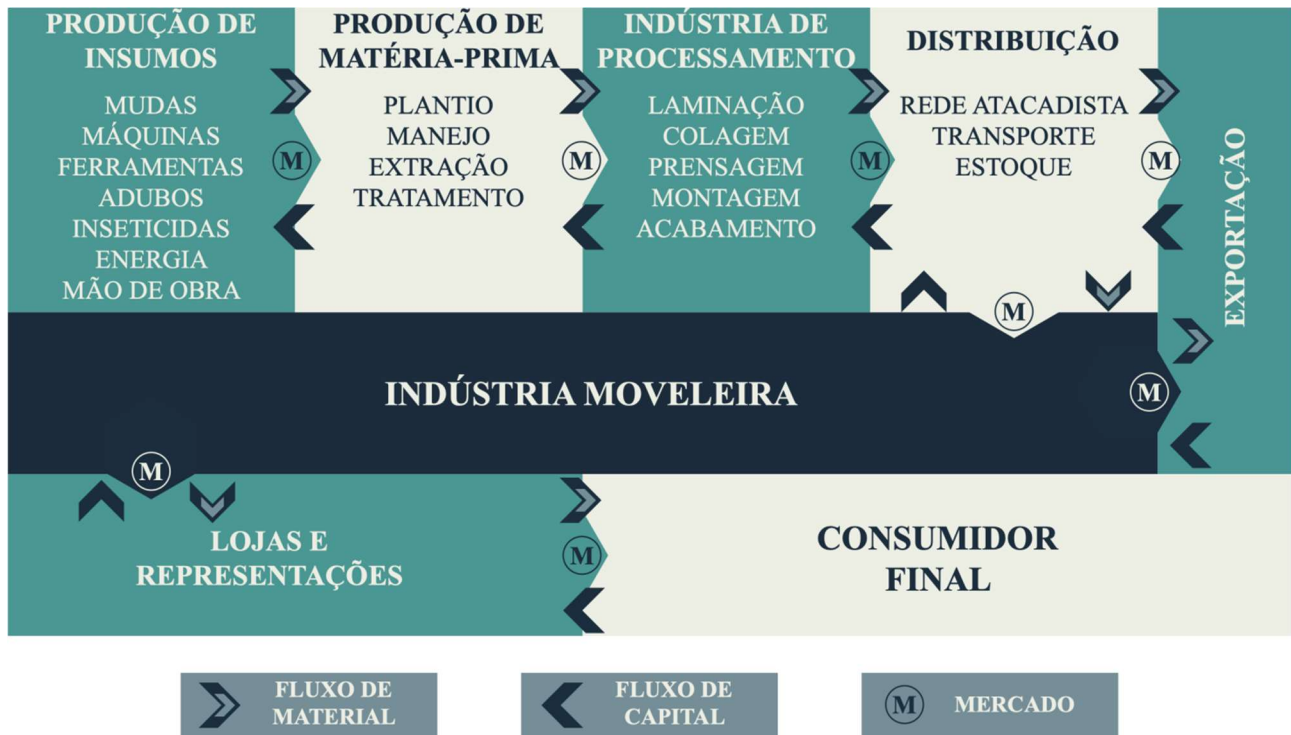 PRODUÇÃO DE
INSUMOS
MUDAS
MÁQUINAS
FERRAMENTAS
ADUBOS
INSETICIDAS
ENERGIA
MÃO DE OBRA
M
PRODUÇÃO DE
MATÉRIA-PRIMA
PLANTIO
MANEJO
EXTRAÇÃO
TRATAMENTO
M
INDÚSTRIA DE
PROCESSAMENTO
LAMINAÇÃO
COLAGEM
PRENSAGEM
MONTAGEM
ACABAMENTO
M
DISTRIBUIÇÃO
REDE ATACADISTA
TRANSPORTE
ESTOQUE
M
M
EXPORTAÇÃO
INDÚSTRIA MOVELEIRA
M
M
LOJAS E
REPRESENTAÇÕES
M
CONSUMIDOR
FINAL
FLUXO DE
MATERIAL
FLUXO DE
CAPITAL
M
MERCADO